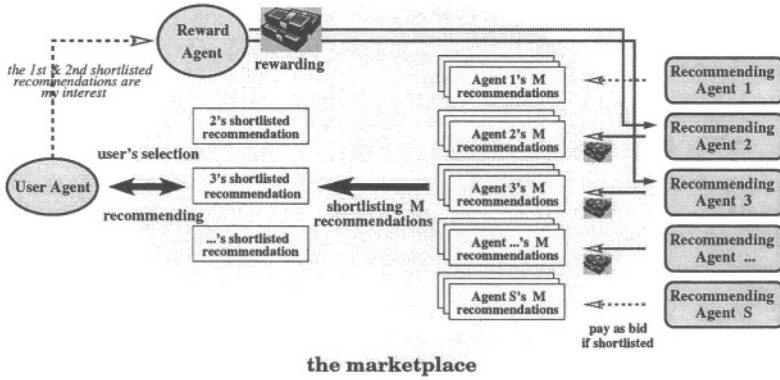 Reward
Agent
rewarding
the 1st & 2nd shortlisted
recommendations are
my interest
User Agent
user's selection
recommending
2's shortlisted
recommendation
3's shortlisted
recommendation
...'s shortlisted
recommendation
shortlisting M
recommendations
Agent 1's M
recommendations
Agent 2's M
recommendations
Agent 3's M
recommendations
Agent ...'s M
recommendations
Agent S's M
recommendations
Recommending
Agent 1
Recommending
Agent 2
Recommending
Agent 3
Recommending
Agent ...
Recommending
Agent S
pay as bid
if shortlisted
the marketplace